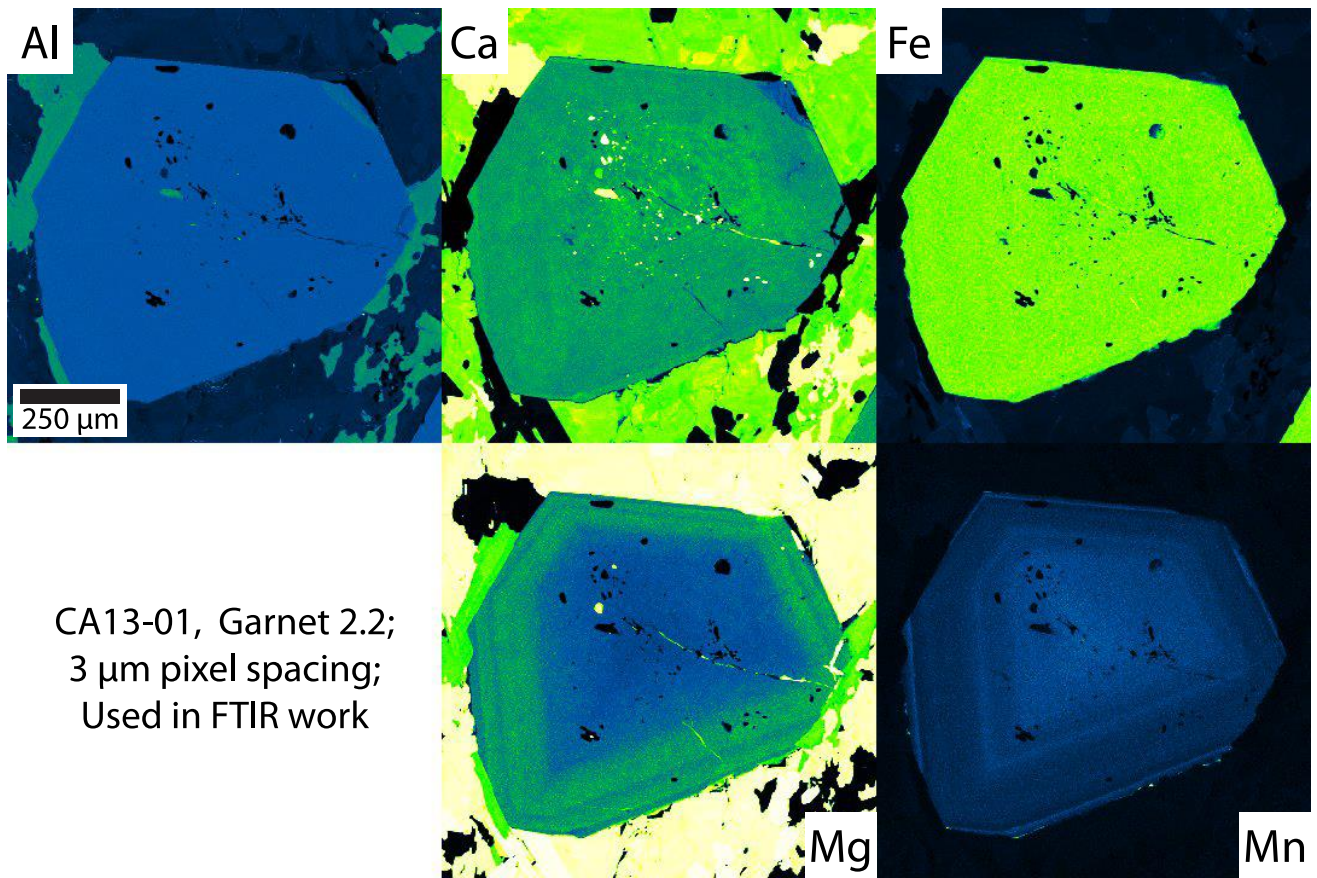 Al
Ca
Fe
250 µm
CA13-01, Garnet 2.2;
3 µm pixel spacing;
Used in FTIR work
Mg
Mn